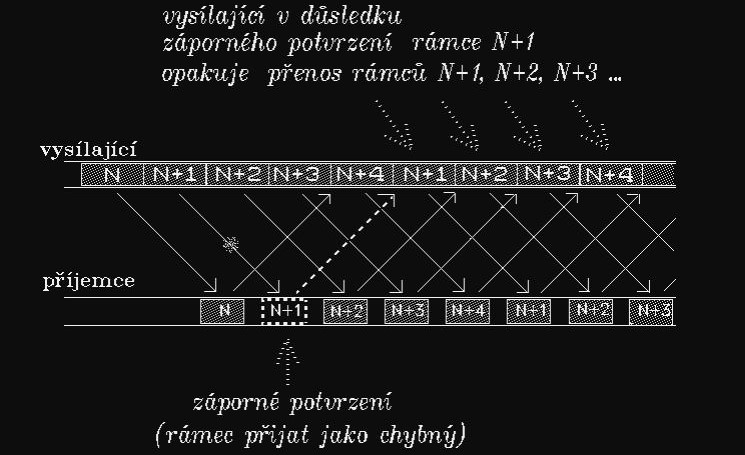 vysílající v důsledku
záporného potvrzení rámce N+1
opakuje přenos rámců N+1, N+2, N+3 ...
vysílající
N N+1 N+2 N+3 N+4 N+1 N+2 N+3 N+4
příjemce
N N+1 N+2 N+3 N+4 N+1 N+2 N+3
záporné potvrzení
(rámec přijat jako chybný)